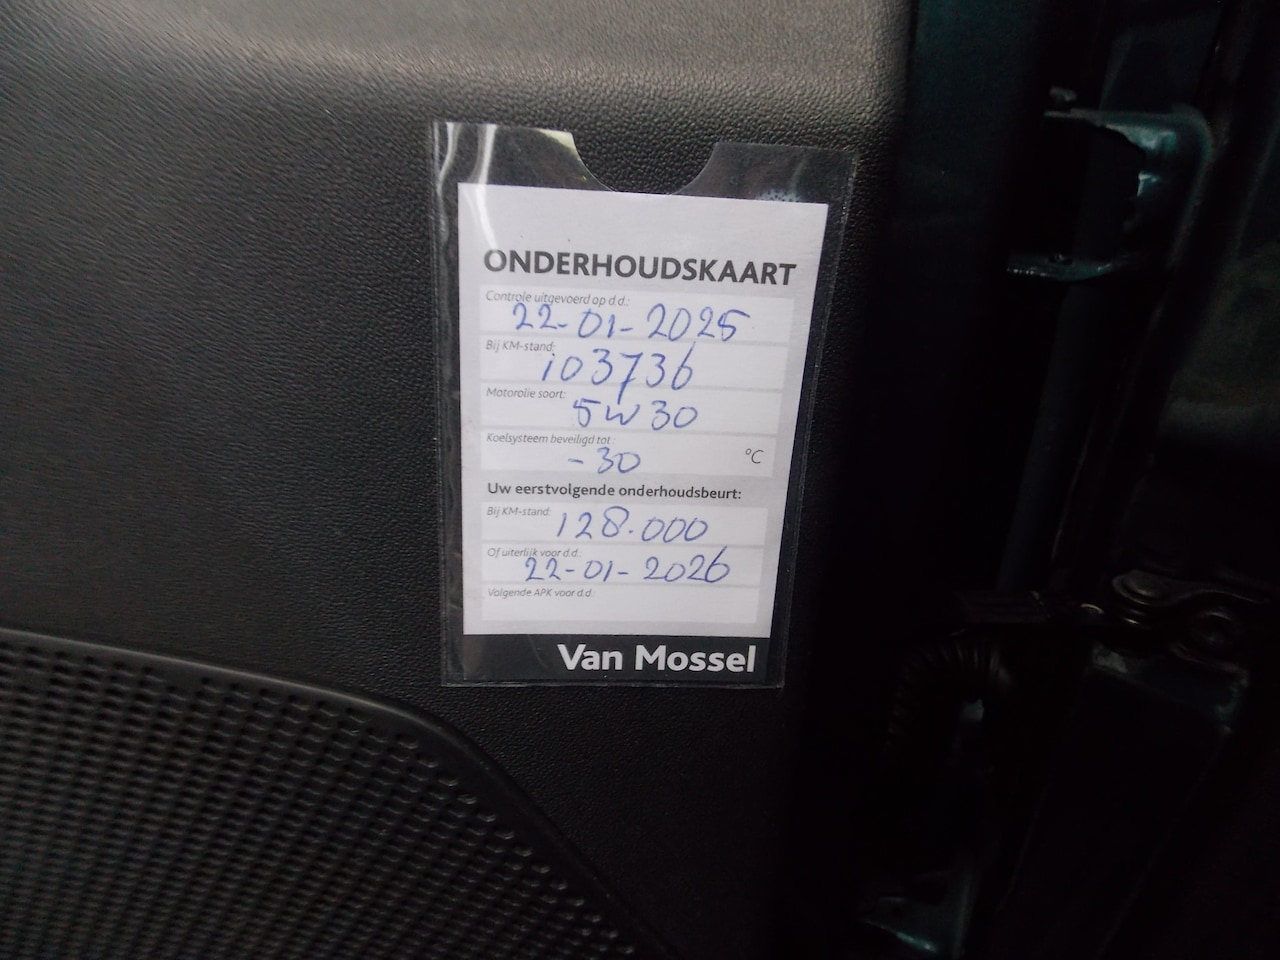 ONDERHOUDSKAART
Controle uitgevoerd op d.d.:
22-01-2025
Bij KM-stand:
103736
Motorolie soort:
5W30
Koelsysteem beveiligd tot :
-30 °C
Uw eerstvolgende onderhoudsbeurt:
Bij KM-stand:
128.000
Of uiterlijk voor d.d.
22-01-2026
Volgende APK voor d.d.
Van Mossel